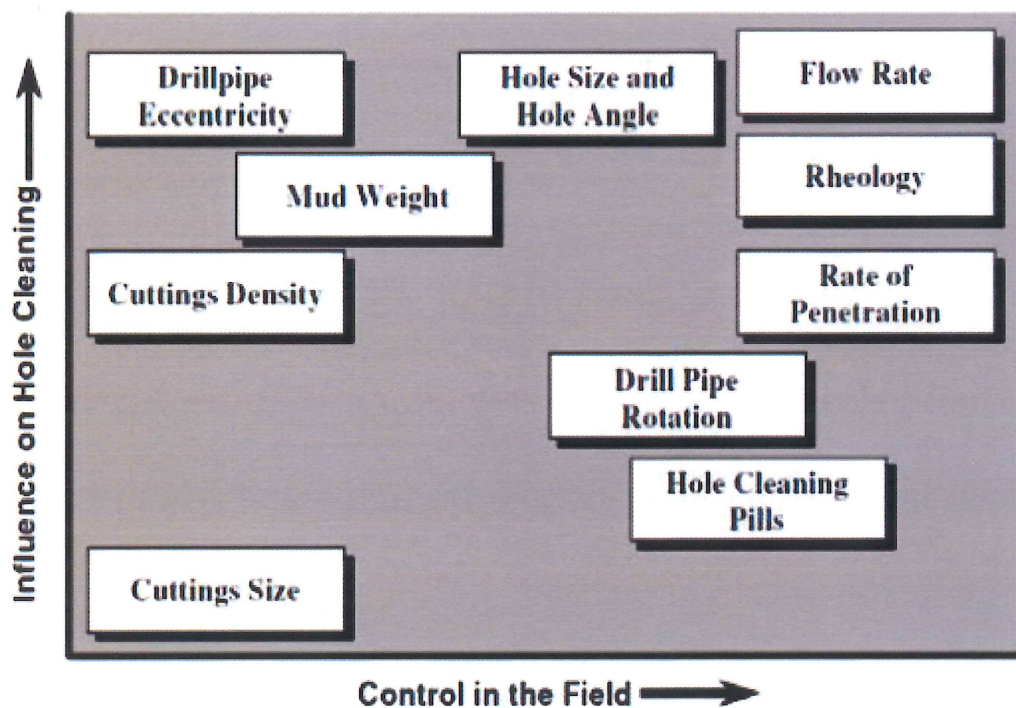 Influence on Hole Cleaning
Drillpipe
Eccentricity
Hole Size and
Hole Angle
Flow Rate
Mud Weight
Rheology
Cuttings Density
Rate of
Penetration
Drill Pipe
Rotation
Hole Cleaning
Pills
Cuttings Size
Control in the Field